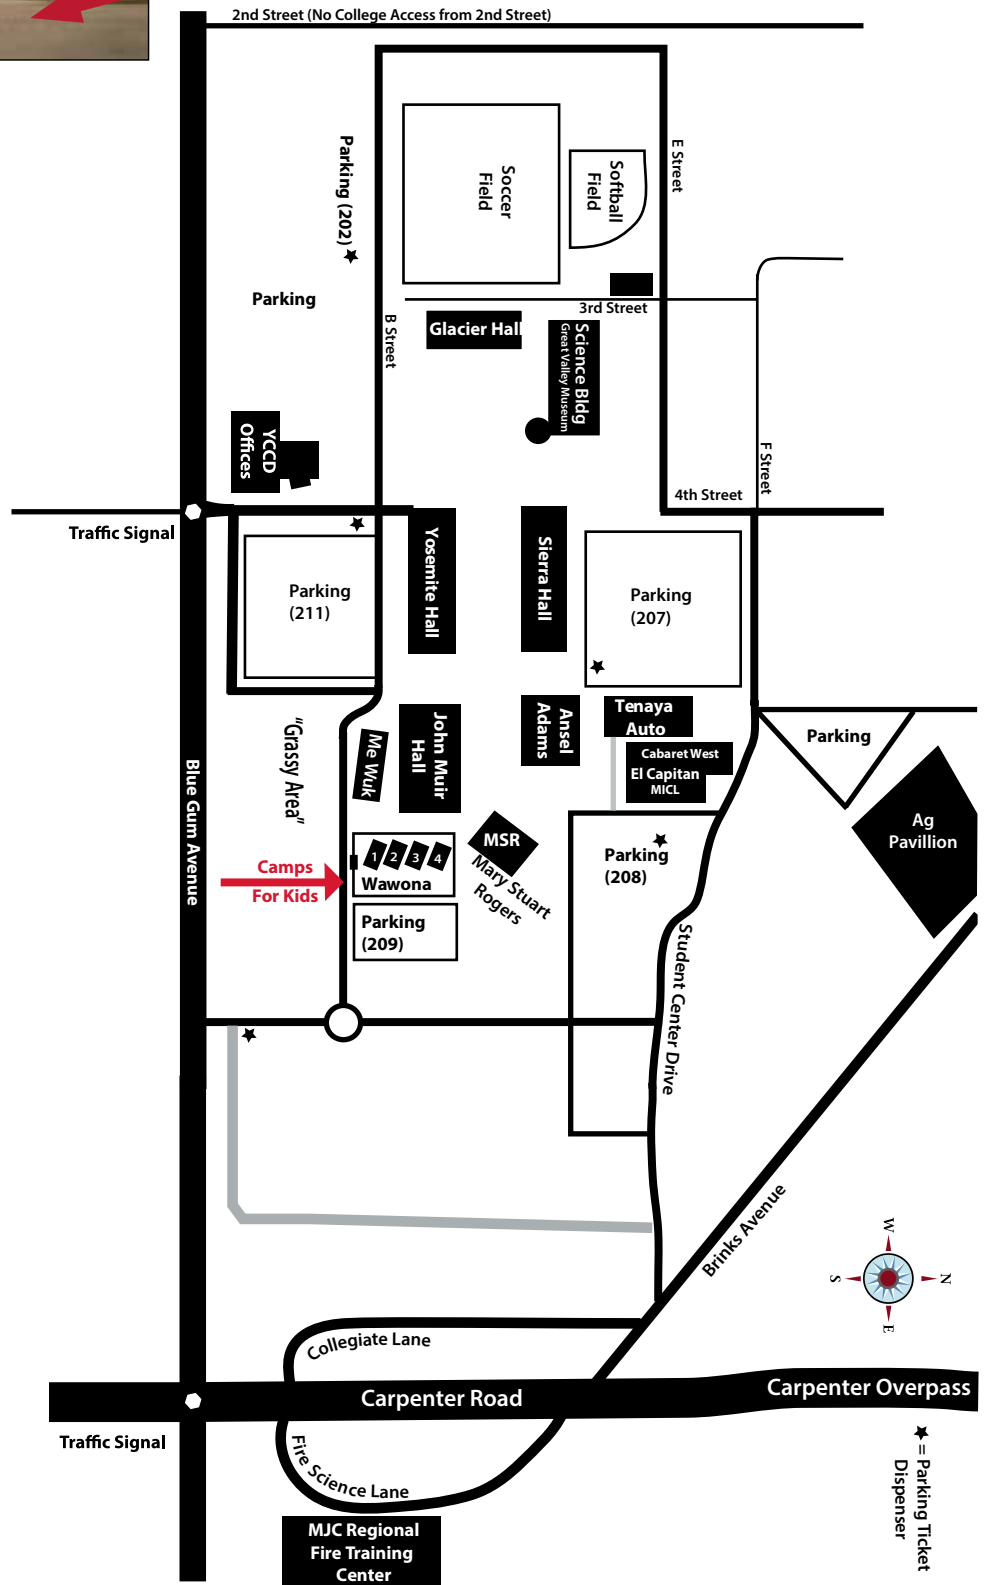 2nd Street (No College Access from 2nd Street)
Parking (202)
Soccer
Field
Softball
Field
E Street
Parking
3rd Street
B Street
Glacier Hall
Science Bldg
Great Valley Museum
YCCD
Offices
F Street
4th Street
Traffic Signal
Yosemite Hall
Sierra Hall
Parking
(211)
Parking
(207)
"Grassy Area"
Me Wuk
John Muir
Hall
Ansel
Adams
Tenaya
Auto
Cabaret West
El Capitan
MICL
Parking
Ag
Pavilion
Blue Gum Avenue
Camps
For Kids
1 2 3 4
Wawona
MSR
Mary Stuart
Rogers
Parking
(208)
Parking
(209)
Student Center Drive
Brinks Avenue
W
N
S
E
Collegiate Lane
Carpenter Road
Carpenter Overpass
Traffic Signal
Fire Science Lane
★ = Parking Ticket
Dispenser
MJC Regional
Fire Training
Center